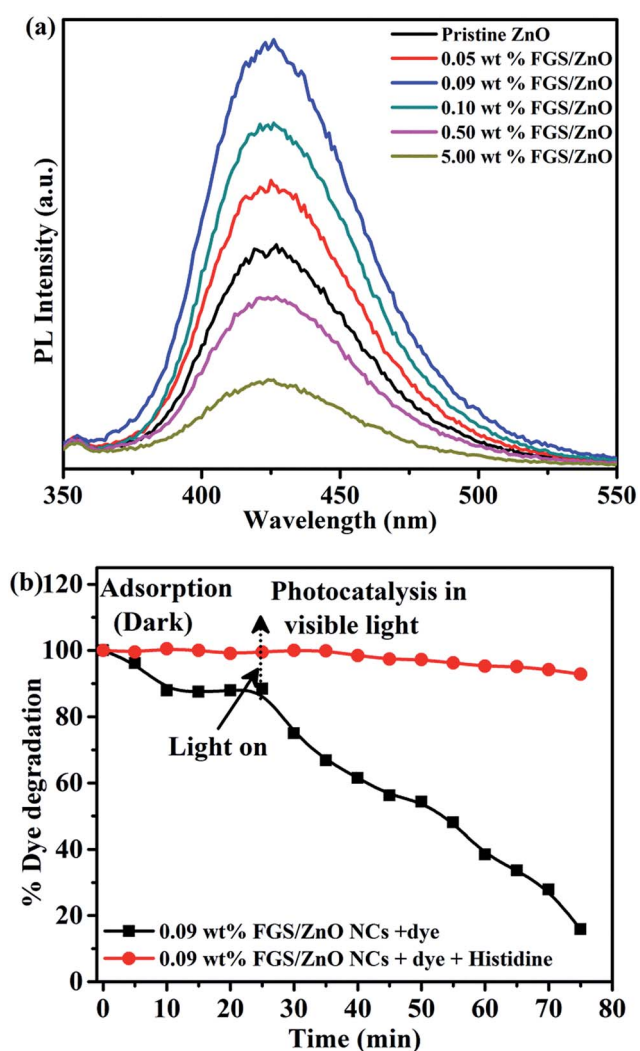 (a)
Pristine ZnO
0.05 wt % FGS/ZnO
0.09 wt % FGS/ZnO
0.10 wt % FGS/ZnO
0.50 wt % FGS/ZnO
5.00 wt % FGS/ZnO
PL Intensity (a.u.)
350 400 450 500 550
Wavelength (nm)
(b)
120
100
80
60
40
20
0
% Dye degradation
Adsorption
(Dark)
Photocatalysis in
visible light
Light on
0.09 wt% FGS/ZnO NCs +dye
0.09 wt% FGS/ZnO NCs + dye + Histidine
0 10 20 30 40 50 60 70 80
Time (min)